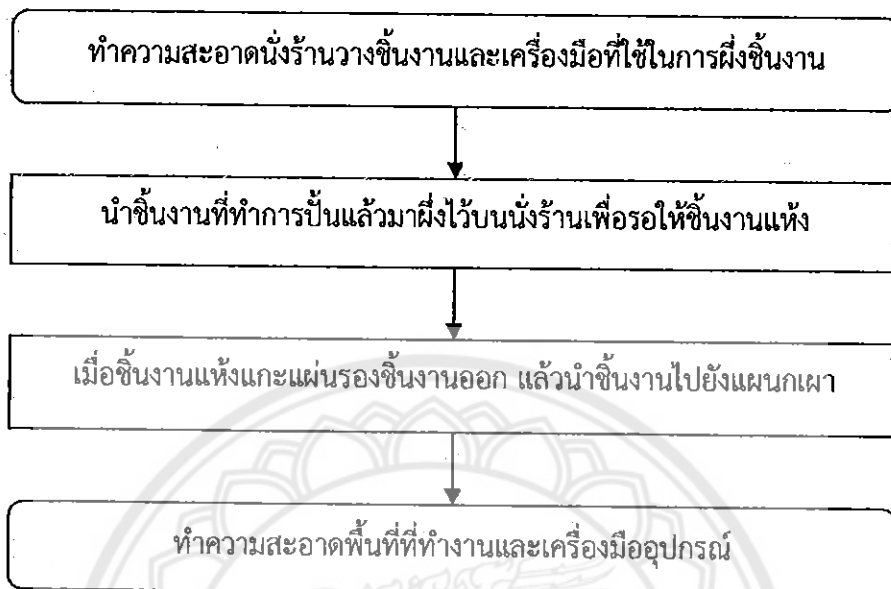 ทำความสะอาดนั่งร้านวางชิ้นงานและเครื่องมือที่ใช้ในการผึ่งชิ้นงาน
นำชิ้นงานที่ทำการปั้นแล้วมาผึ่งไว้บนนั่งร้านเพื่อรอให้ชิ้นงานแห้ง
เมื่อชิ้นงานแห้งแกะแผ่นรองชิ้นงานออก แล้วนำชิ้นงานไปยังแผนกเผา
ทำความสะอาดพื้นที่ที่ทำงานและเครื่องมืออุปกรณ์